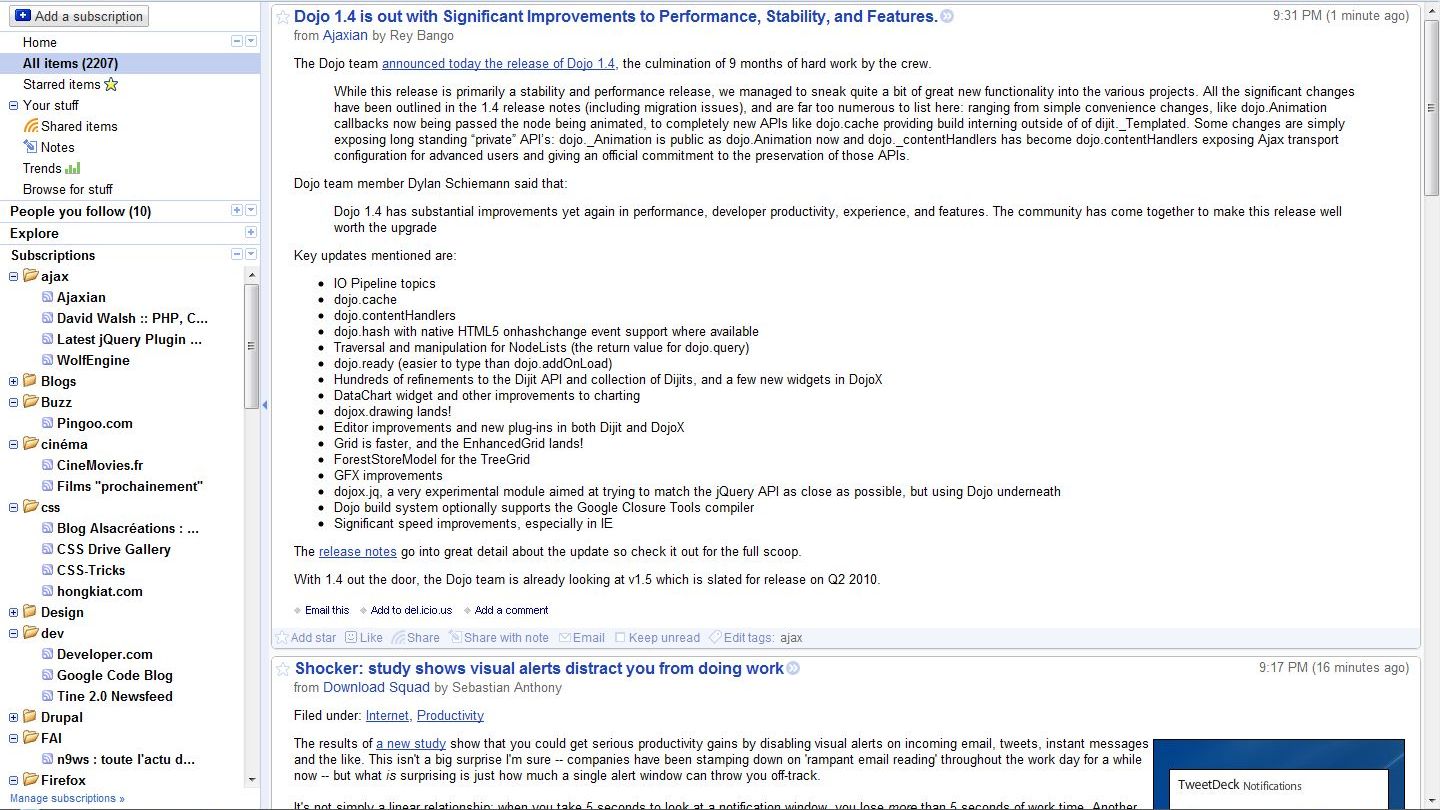 Add a subscription
Home
All items (2207)
Starred items
Your stuff
Shared items
Notes
Trends
Browse for stuff
People you follow (10)
Explore
Subscriptions
ajax
Ajaxian
David Walsh :: PHP, C...
Latest jQuery Plugin ...
WolfEngine
Blogs
Buzz
Pingoo.com
cinéma
CineMovies.fr
Films "prochainement"
css
Blog Alsacréations : ...
CSS Drive Gallery
CSS-Tricks
hongkiat.com
Design
dev
Developer.com
Google Code Blog
Tine 2.0 Newsfeed
Drupal
FAI
n9ws : toute l'actu d...
Firefox
Manage subscriptions »
Dojo 1.4 is out with Significant Improvements to Performance, Stability, and Features.
9:31 PM (1 minute ago)
from Ajaxian by Rey Bango
The Dojo team announced today the release of Dojo 1.4, the culmination of 9 months of hard work by the crew.
While this release is primarily a stability and performance release, we managed to sneak quite a bit of great new functionality into the various projects. All the significant changes
have been outlined in the 1.4 release notes (including migration issues), and are far too numerous to list here: ranging from simple convenience changes, like dojo.Animation
callbacks now being passed the node being animated, to completely new APIs like dojo.cache providing build interning outside of of dijit._Templated. Some changes are simply
exposing long standing “private” API's: dojo._Animation is public as dojo.Animation now and dojo._contentHandlers has become dojo.contentHandlers exposing Ajax transport
configuration for advanced users and giving an official commitment to the preservation of those APIs.
Dojo team member Dylan Schiemann said that:
Dojo 1.4 has substantial improvements yet again in performance, developer productivity, experience, and features. The community has come together to make this release well
worth the upgrade
Key updates mentioned are:
• IO Pipeline topics
• dojo.cache
• dojo.contentHandlers
• dojo.hash with native HTML5 onhashchange event support where available
• Traversal and manipulation for NodeLists (the return value for dojo.query)
• dojo.ready (easier to type than dojo.addOnLoad)
• Hundreds of refinements to the Dijit API and collection of Dijits, and a few new widgets in DojoX
• DataChart widget and other improvements to charting
• dojox.drawing lands!
• Editor improvements and new plug-ins in both Dijit and DojoX
• Grid is faster, and the EnhancedGrid lands!
• ForestStoreModel for the TreeGrid
• GFX improvements
• dojox.jq, a very experimental module aimed at trying to match the jQuery API as close as possible, but using Dojo underneath
• Dojo build system optionally supports the Google Closure Tools compiler
• Significant speed improvements, especially in IE
The release notes go into great detail about the update so check it out for the full scoop.
With 1.4 out the door, the Dojo team is already looking at v1.5 which is slated for release on Q2 2010.
Email this Add to del.icio.us Add a comment
Add star Like Share Share with note Email Keep unread Edit tags: ajax
Shocker: study shows visual alerts distract you from doing work
9:17 PM (16 minutes ago)
from Download Squad by Sebastian Anthony
Filed under: Internet, Productivity
The results of a new study show that you could get serious productivity gains by disabling visual alerts on incoming email, tweets, instant messages
and the like. This isn't a big surprise I'm sure -- companies have been stamping down on 'rampant email reading' throughout the work day for a while
now -- but what is surprising is just how much a single alert window can throw you off-track.
TweetDeck Notifications
It's not simply a linear relationship: when you take 5 seconds to look at a notification window, you lose more than 5 seconds of work time. Another